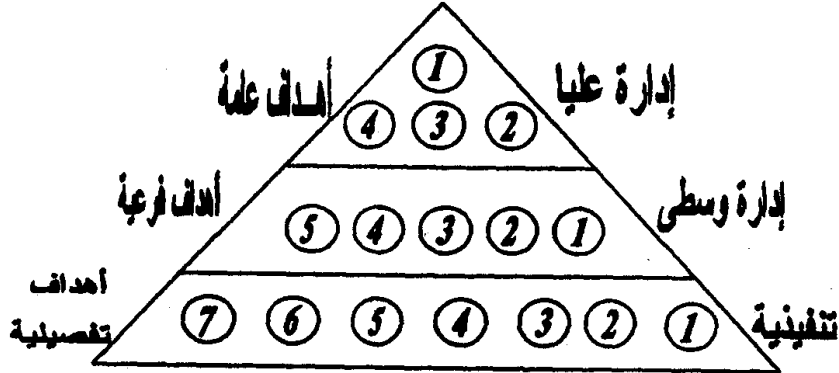 1
إدارة عليا
أهداف عامة
2 3 4
إدارة وسطى
أهداف فرعية
1 2 3 4 5
أهداف
تفصيلية
تنفيذية
1 2 3 4 5 6 7